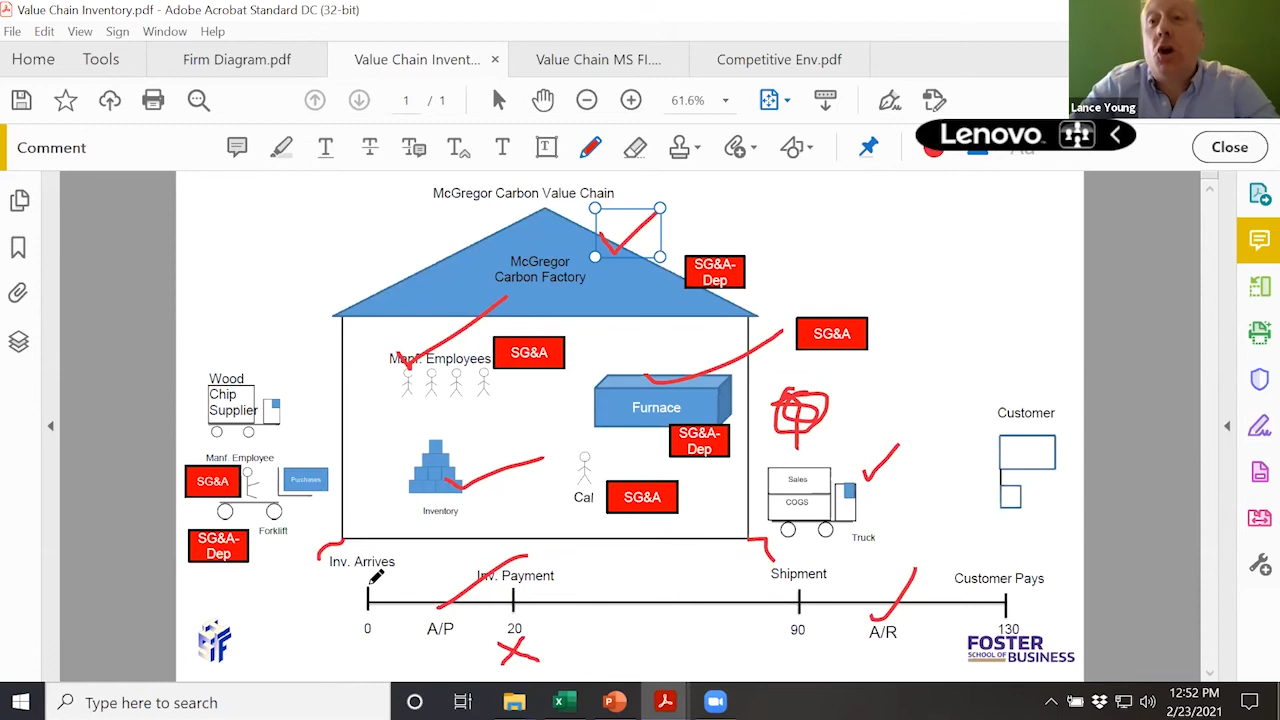 Value Chain Inventory.pdf - Adobe Acrobat Standard DC (32-bit)
File Edit View Sign Window Help
Home Tools Firm Diagram.pdf Value Chain Invent... × Value Chain MS FI.... Competitive Env.pdf
1 / 1 61.6%
Lance Young
Lenovo
Comment
Close
McGregor Carbon Value Chain
McGregor
Carbon Factory
SG&A-
Dep
SG&A
Manf. Employees
SG&A
Wood
Chip
Supplier
Furnace
SG&A-
Dep
Customer
Manf. Employee
SG&A
Puchases
Forklift
SG&A-
Dep
Inventory
Cal
SG&A
Sales
COGS
Truck
Inv. Arrives
Inv. Payment
Shipment
Customer Pays
0
A/P
20
90
A/R
130
FOSTER
SCHOOL OF BUSINESS
Type here to search
12:52 PM
2/23/2021